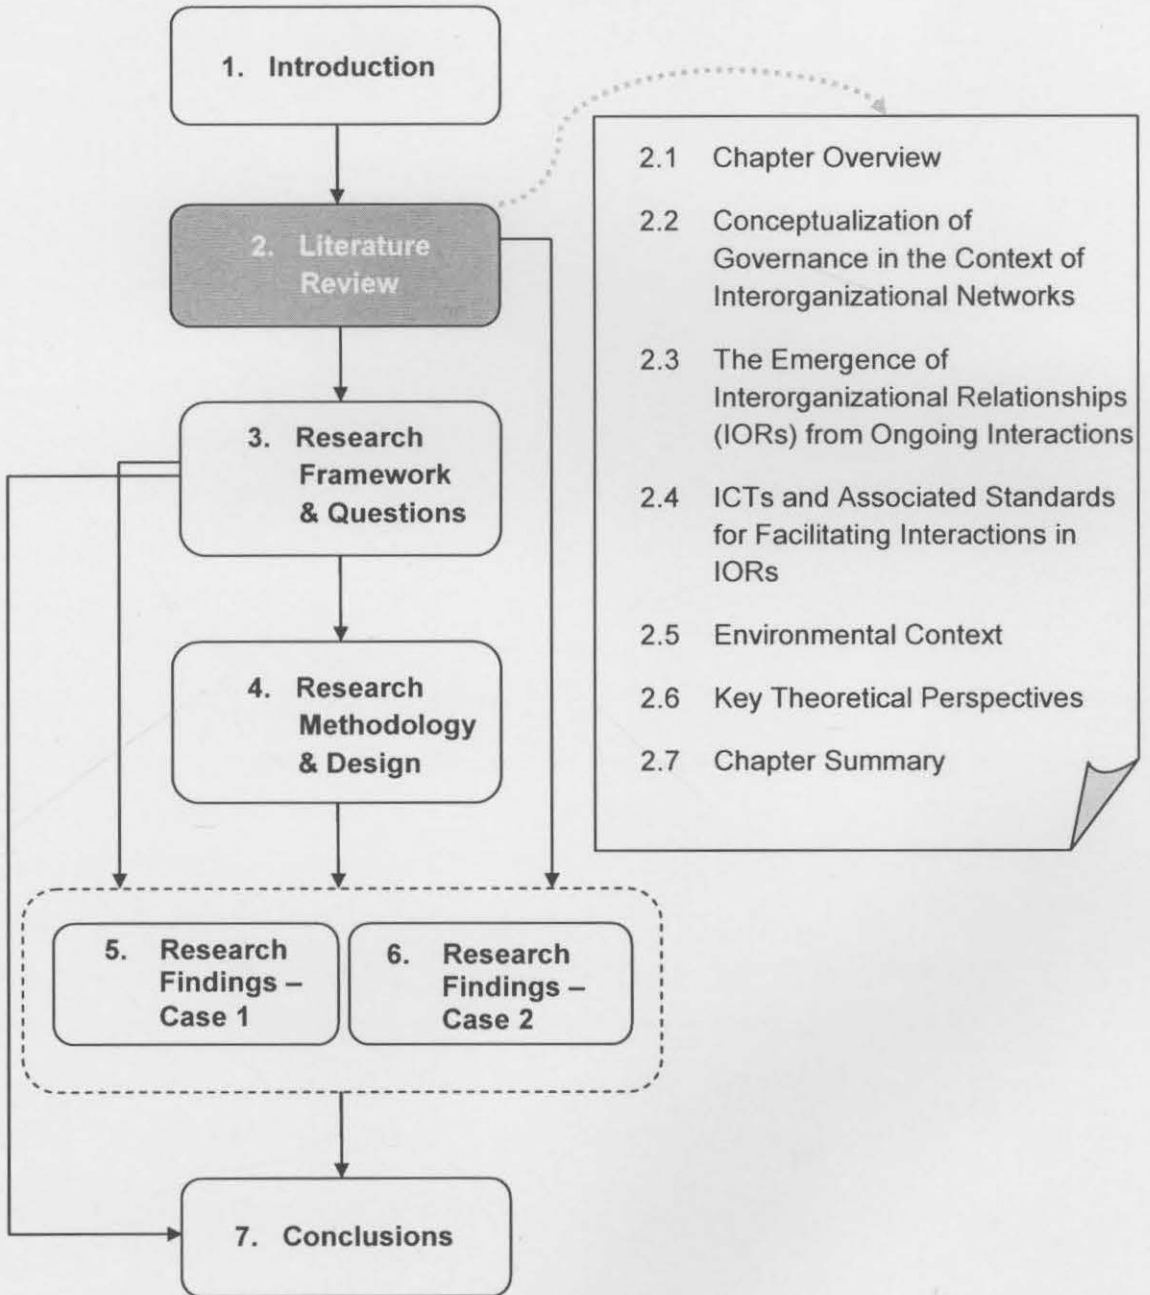 1. Introduction
2. Literature
Review
3. Research
Framework
& Questions
4. Research
Methodology
& Design
5. Research
Findings –
Case 1
6. Research
Findings –
Case 2
7. Conclusions
2.1 Chapter Overview
2.2 Conceptualization of
Governance in the Context of
Interorganizational Networks
2.3 The Emergence of
Interorganizational Relationships
(IORs) from Ongoing Interactions
2.4 ICTs and Associated Standards
for Facilitating Interactions in
IORs
2.5 Environmental Context
2.6 Key Theoretical Perspectives
2.7 Chapter Summary